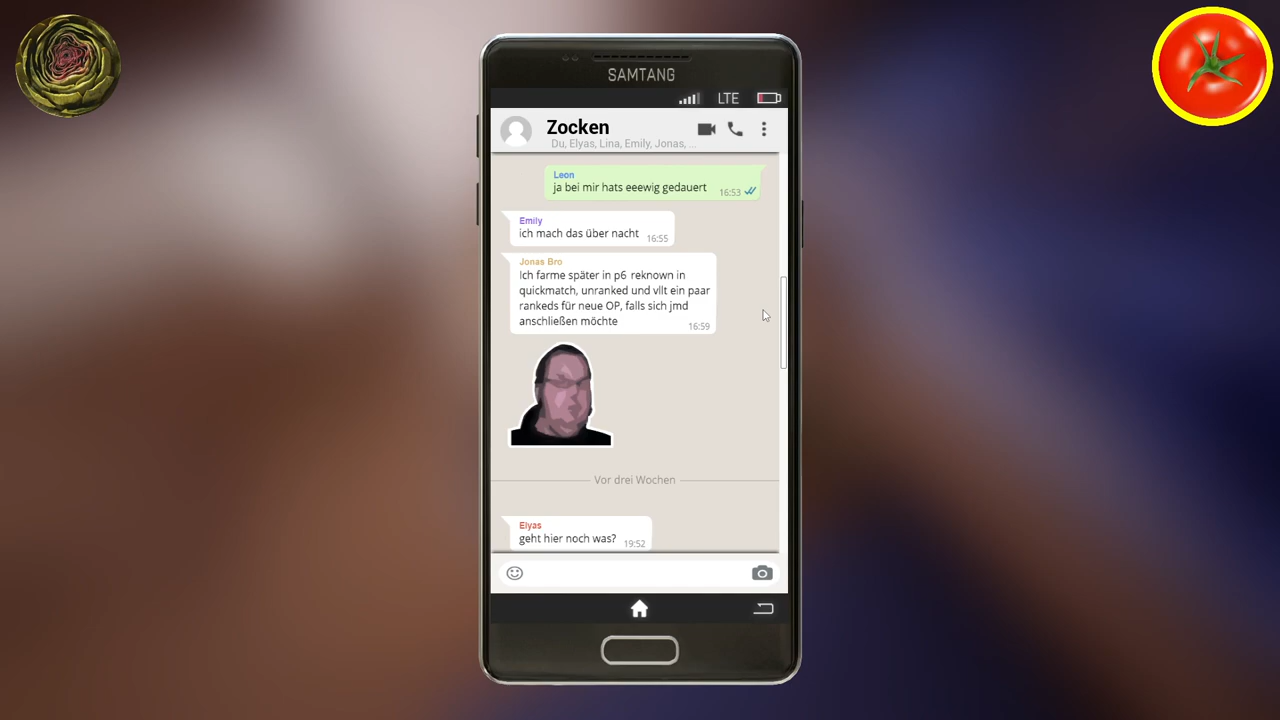 SAMTANG
LTE
Zocken
Du, Elyas, Lina, Emily, Jonas, ...
Leon
ja bei mir hats eeewig gedauert 16:53
Emily
ich mach das über nacht 16:55
Jonas Bro
Ich farme später in p6 reknown in
quickmatch, unranked und vllt ein paar
rankeds für neue OP, falls sich jmd
anschließen möchte 16:59
Vor drei Wochen
Elyas
geht hier noch was? 19:52